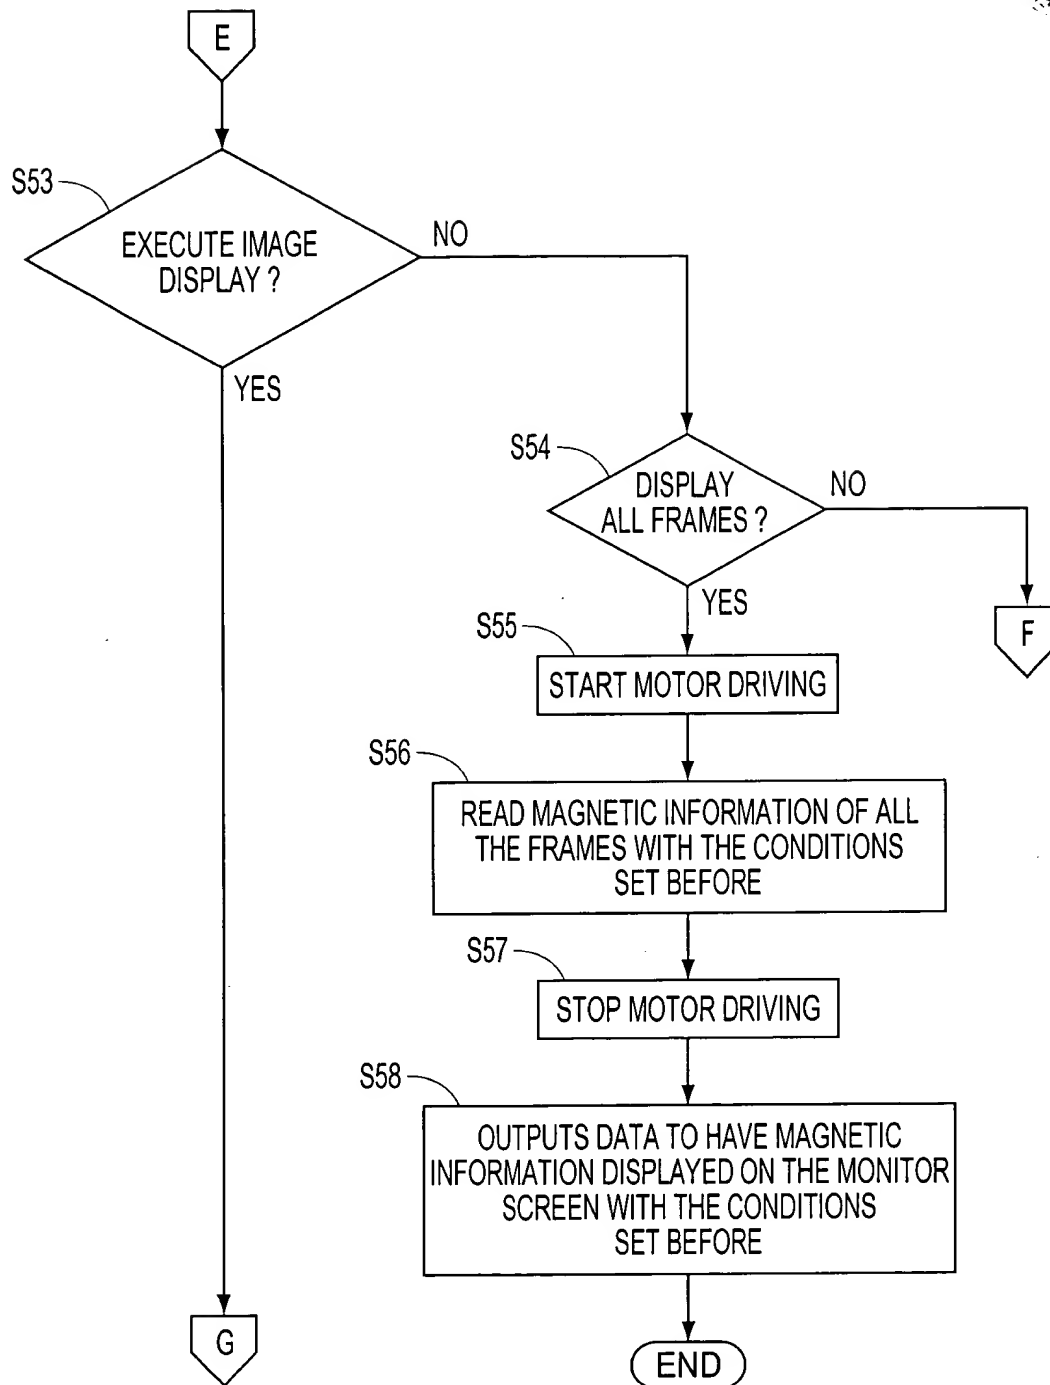 E
S53
EXECUTE IMAGE
DISPLAY ?
NO
YES
S54
DISPLAY
ALL FRAMES ?
NO
YES
F
S55
START MOTOR DRIVING
S56
READ MAGNETIC INFORMATION OF ALL
THE FRAMES WITH THE CONDITIONS
SET BEFORE
S57
STOP MOTOR DRIVING
S58
OUTPUTS DATA TO HAVE MAGNETIC
INFORMATION DISPLAYED ON THE MONITOR
SCREEN WITH THE CONDITIONS
SET BEFORE
G
END